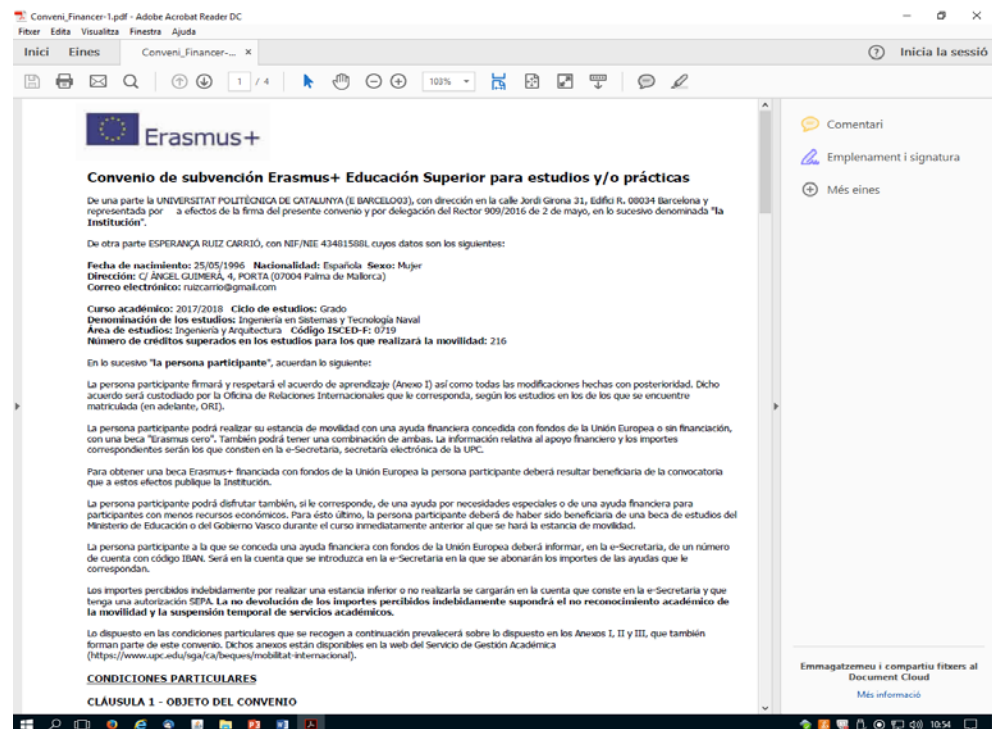 Conveni_Financer-1.pdf - Adobe Acrobat Reader DC
Fitxer Edita Visualitza Finestra Ajuda
Inici Eines Conveni_Financer-... × Inicia la sessió
1 / 4 103%
Erasmus+
Convenio de subvención Erasmus+ Educación Superior para estudios y/o prácticas
De una parte la UNIVERSITAT POLITÈCNICA DE CATALUNYA (E BARCELO03), con dirección en la calle Jordi Girona 31, Edifici R. 08034 Barcelona y
representada por a efectos de la firma del presente convenio y por delegación del Rector 909/2016 de 2 de mayo, en lo sucesivo denominada "la
Institución".
De otra parte ESPERANÇA RUIZ CARRIÓ, con NIF/NIE 43481588L cuyos datos son los siguientes:
Fecha de nacimiento: 25/05/1996 Nacionalidad: Española Sexo: Mujer
Dirección: C/ ÀNGEL GUIMERÀ, 4, PORTA (07004 Palma de Mallorca)
Correo electrónico: ruizcarrio@gmail.com
Curso académico: 2017/2018 Ciclo de estudios: Grado
Denominación de los estudios: Ingeniería en Sistemas y Tecnología Naval
Área de estudios: Ingeniería y Arquitectura Código ISCED-F: 0719
Número de créditos superados en los estudios para los que realizará la movilidad: 216
En lo sucesivo "la persona participante", acuerdan lo siguiente:
La persona participante firmará y respetará el acuerdo de aprendizaje (Anexo I) así como todas las modificaciones hechas con posterioridad. Dicho
acuerdo será custodiado por la Oficina de Relaciones Internacionales que le corresponda, según los estudios en los de los que se encuentre
matriculada (en adelante, ORI).
La persona participante podrá realizar su estancia de movilidad con una ayuda financiera concedida con fondos de la Unión Europea o sin financiación,
con una beca "Erasmus cero". También podrá tener una combinación de ambas. La información relativa al apoyo financiero y los importes
correspondientes serán los que consten en la e-Secretaria, secretaría electrónica de la UPC.
Para obtener una beca Erasmus+ financiada con fondos de la Unión Europea la persona participante deberá resultar beneficiaria de la convocatoria
que a estos efectos publique la Institución.
La persona participante podrá disfrutar también, si le corresponde, de una ayuda por necesidades especiales o de una ayuda financiera para
participantes con menos recursos económicos. Para ésto último, la persona participante deberá de haber sido beneficiaria de una beca de estudios del
Ministerio de Educación o del Gobierno Vasco durante el curso inmediatamente anterior al que se hará la estancia de movilidad.
La persona participante a la que se conceda una ayuda financiera con fondos de la Unión Europea deberá informar, en la e-Secretaria, de un número
de cuenta con código IBAN. Será en la cuenta que se introduzca en la e-Secretaria en la que se abonarán los importes de las ayudas que le
correspondan.
Los importes percibidos indebidamente por realizar una estancia inferior o no realizarla se cargarán en la cuenta que conste en la e-Secretaria y que
tenga una autorización SEPA. La no devolución de los importes percibidos indebidamente supondrá el no reconocimiento académico de
la movilidad y la suspensión temporal de servicios académicos.
Lo dispuesto en las condiciones particulares que se recogen a continuación prevalecerá sobre lo dispuesto en los Anexos I, II y III, que también
forman parte de este convenio. Dichos anexos están disponibles en la web del Servicio de Gestión Académica
(https://www.upc.edu/sga/ca/beques/mobilitat-internacional).
CONDICIONES PARTICULARES
CLÁUSULA 1 - OBJETO DEL CONVENIO
Comentari
Emplenament i signatura
Més eines
Emmagatzemeu i compartiu fitxers al
Document Cloud
Més informació
10:54